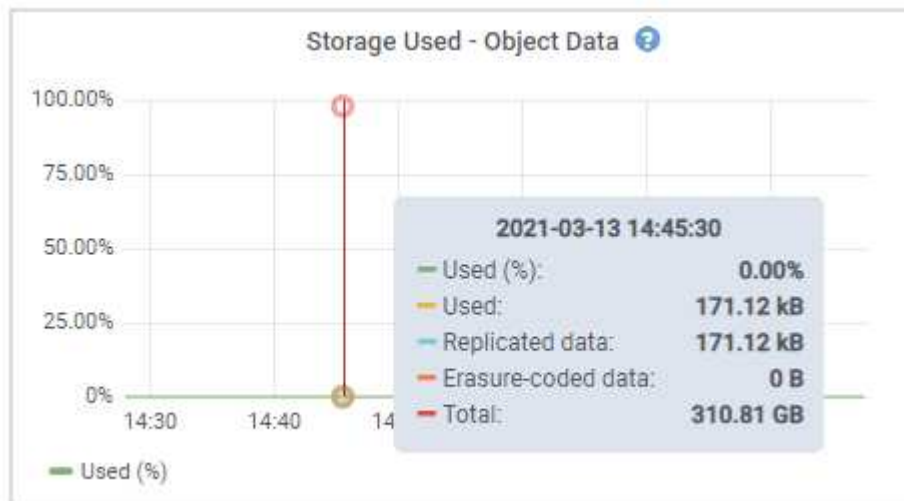 Storage Used - Object Data ?
100.00%
75.00%
50.00%
25.00%
0%
14:30 14:40 14
2021-03-13 14:45:30
Used (%): 0.00%
Used: 171.12 kB
Replicated data: 171.12 kB
Erasure-coded data: 0 B
Total: 310.81 GB
Used (%)